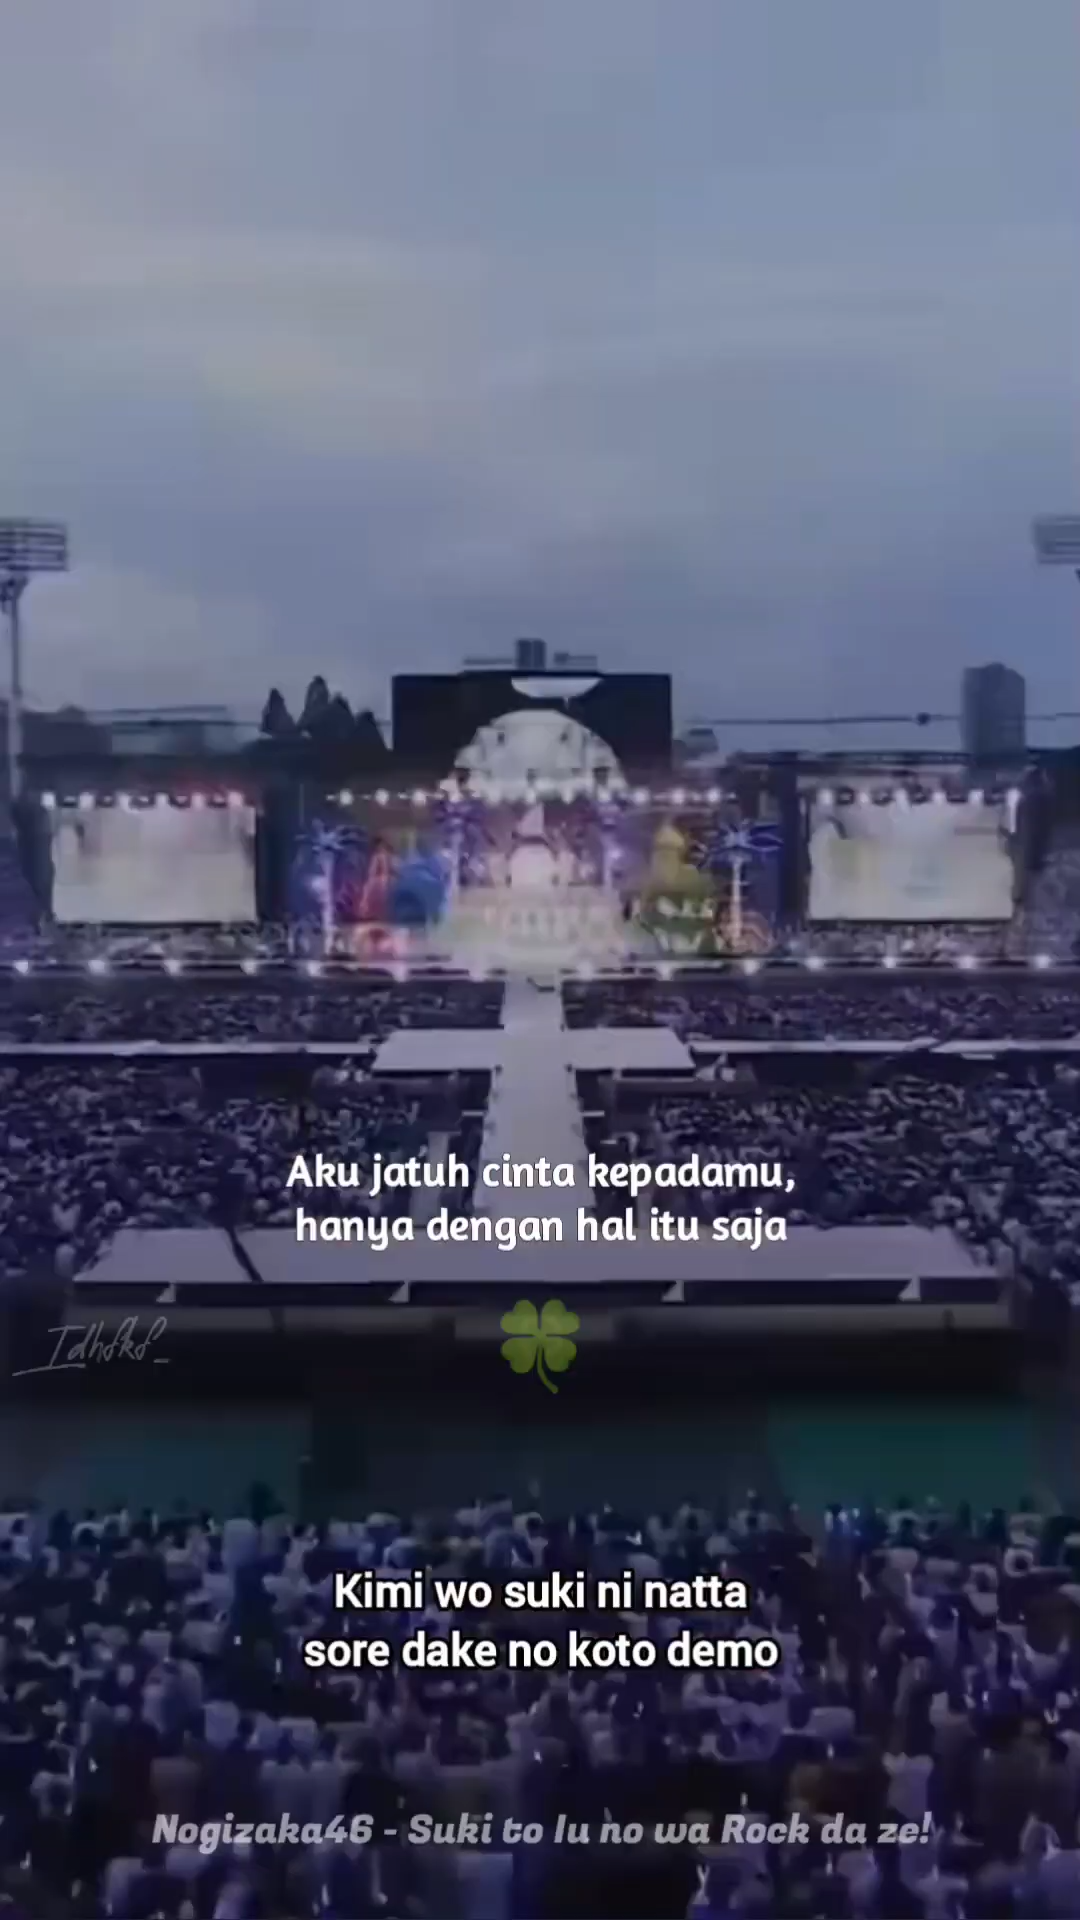 Aku jatuh cinta kepadamu,
hanya dengan hal itu saja
Idhfkf_
Kimi wo suki ni natta
sore dake no koto demo
Nogizaka46 - Suki to Iu no wa Rock da ze!